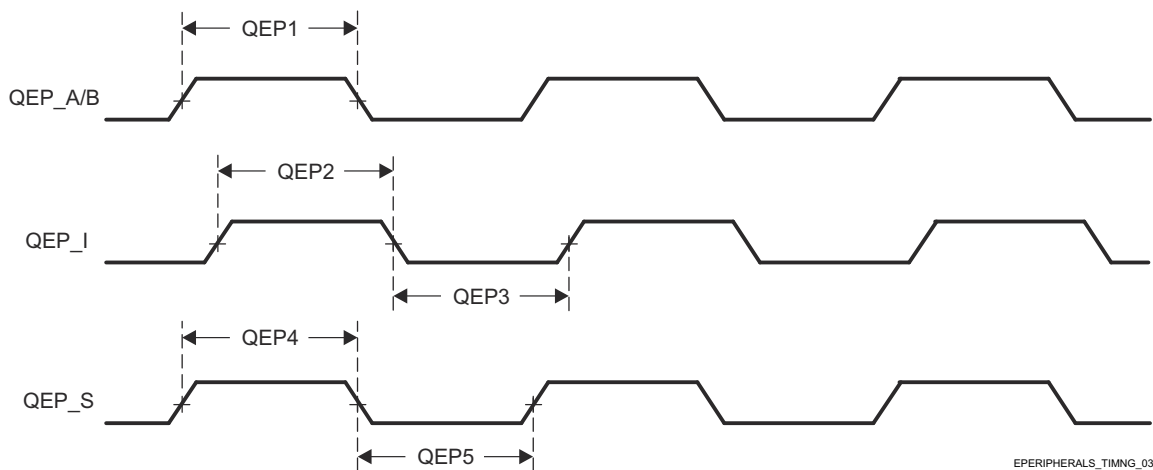 QEP1
QEP_A/B
QEP2
QEP_I
QEP3
QEP4
QEP_S
QEP5
EPERIPHERALS_TIMNG_03